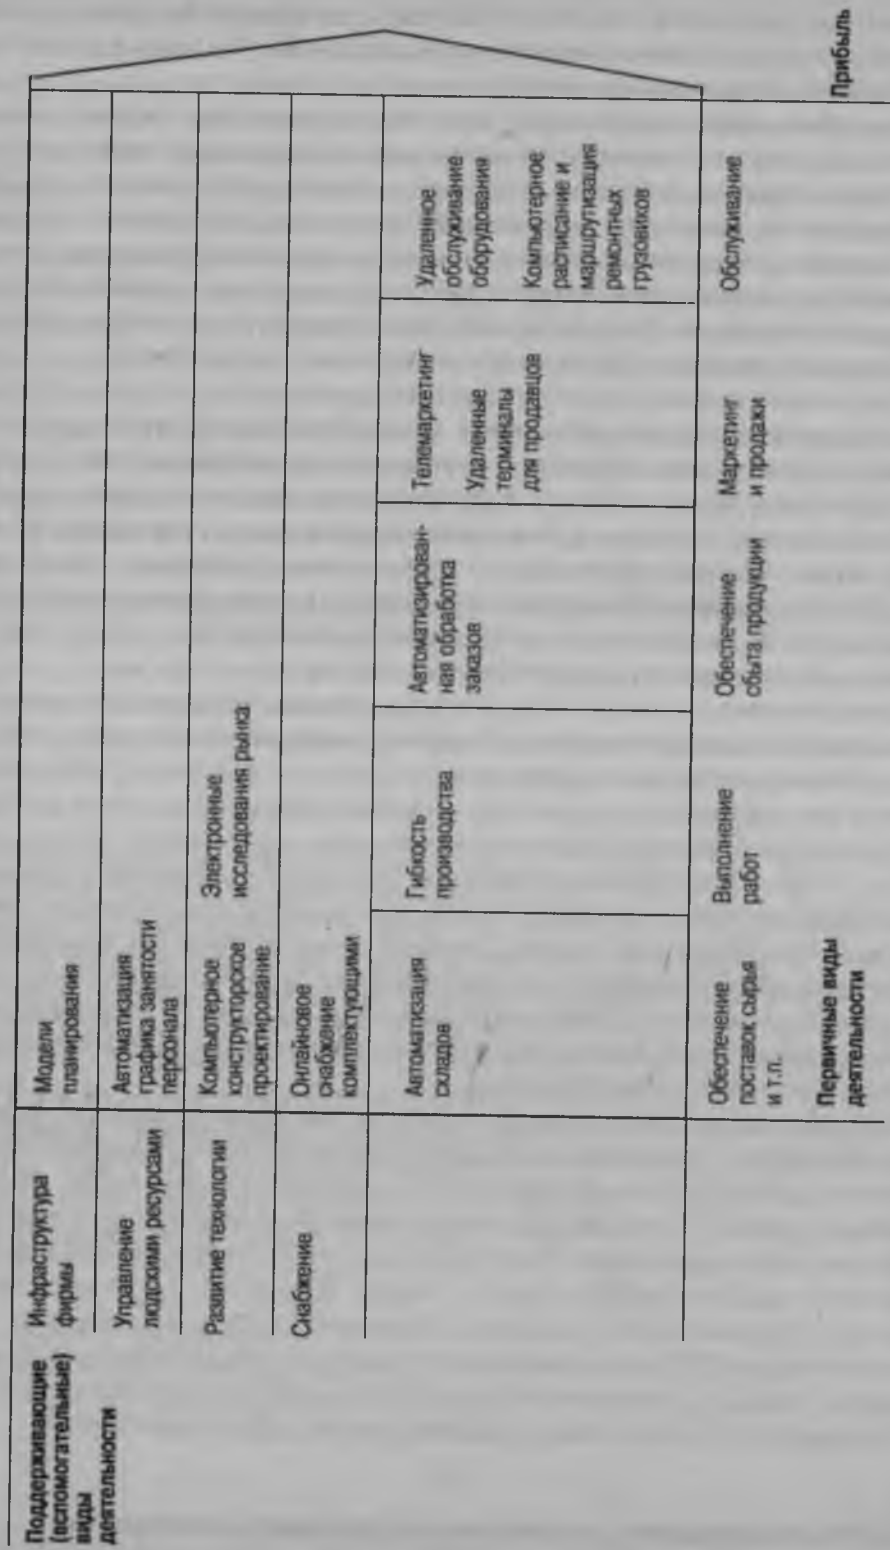 Поддерживающие
(вспомогательные)
виды
деятельности
Инфраструктура
фирмы
Модели
планирования
Управление
людскими ресурсами
Автоматизация
графика занятости
персонала
Развитие технологии
Компьютерное
конструкторское
проектирование
Электронные
исследования рынка
Снабжение
Онлайновое
снабжение
комплектующими
Автоматизация
складов
Гибкость
производства
Автоматизирован-
ная обработка
заказов
Телемаркетинг
Удаленные
терминалы
для продавцов
Удаленное
обслуживание
оборудования
Компьютерное
расписание и
маршрутизация
ремонтных
грузовиков
Обеспечение
поставок сырья
и т.п.
Выполнение
работ
Обеспечение
сбыта продукции
Маркетинг
и продажи
Обслуживание
Первичные виды
деятельности
Прибыль